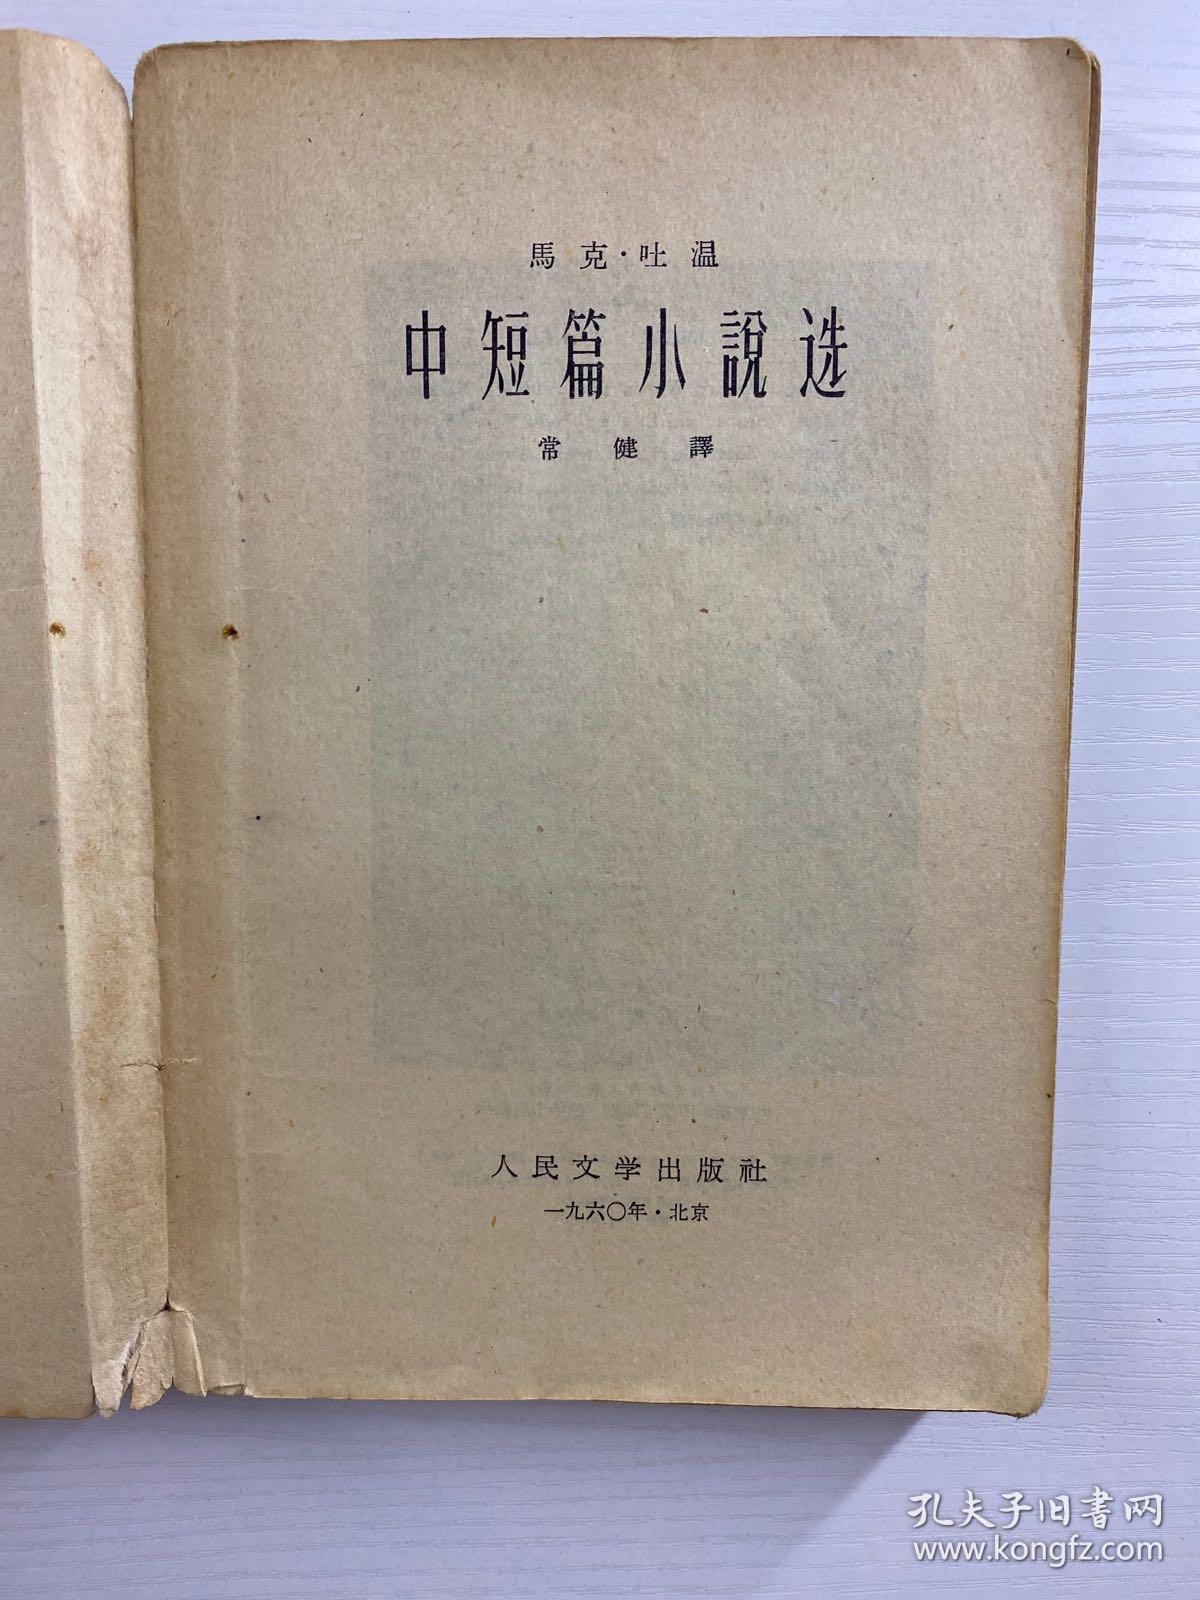 馬克·吐温
中短篇小說选
常健譯
人民文学出版社
一九六〇年·北京
孔夫子旧书网
www.kongfz.com